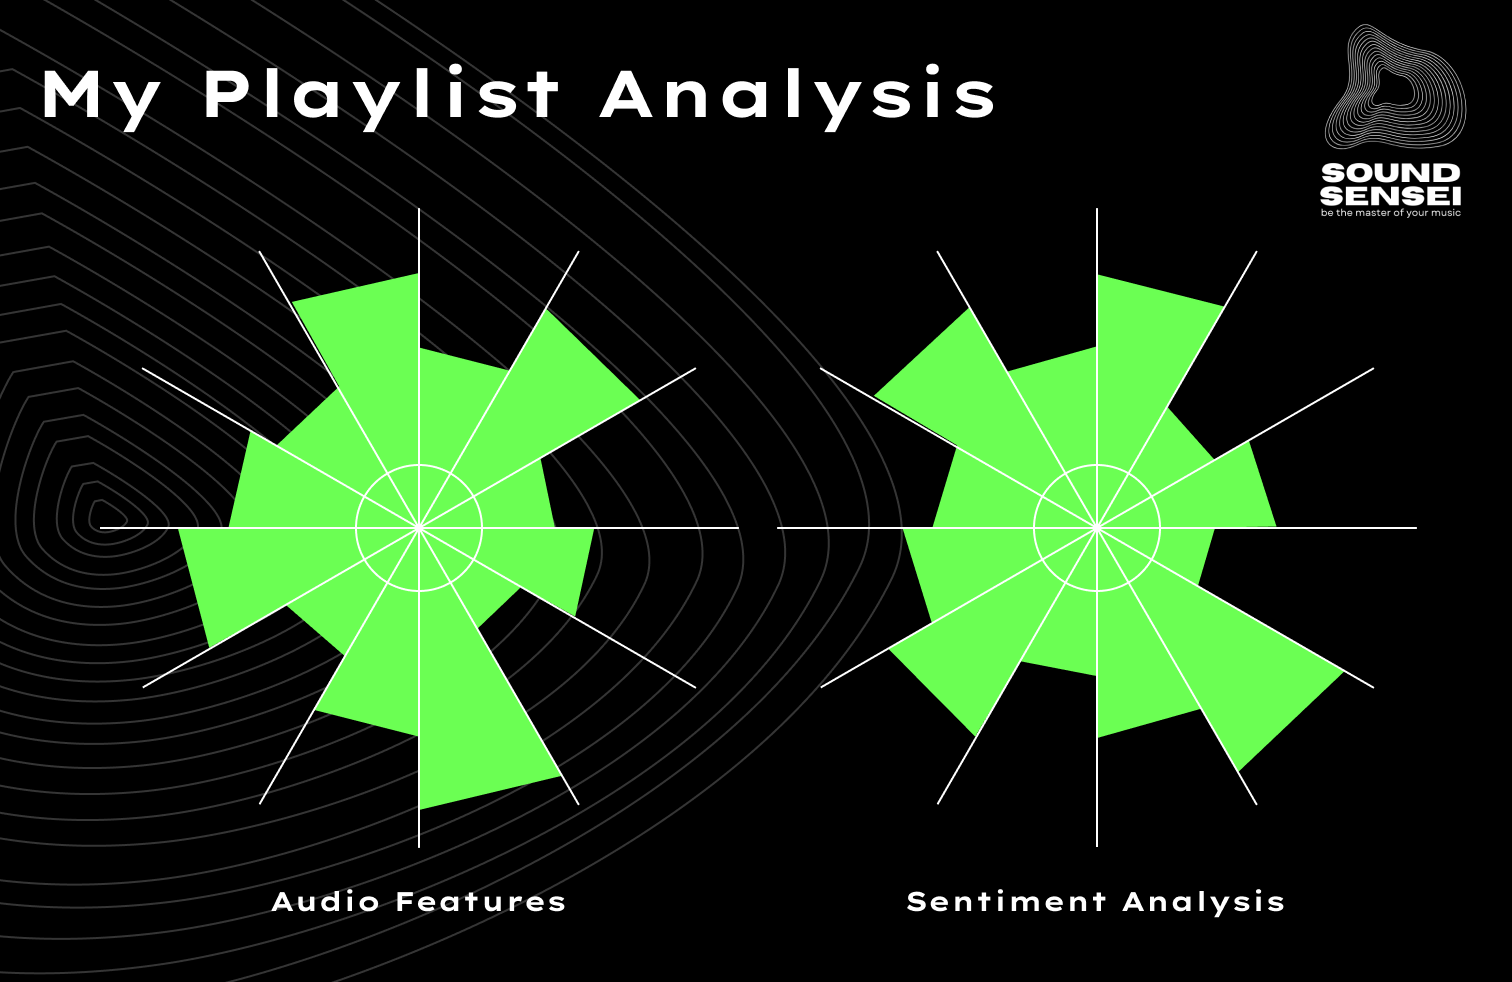 My Playlist Analysis
SOUND
SENSEI
be the master of your music
Audio Features
Sentiment Analysis